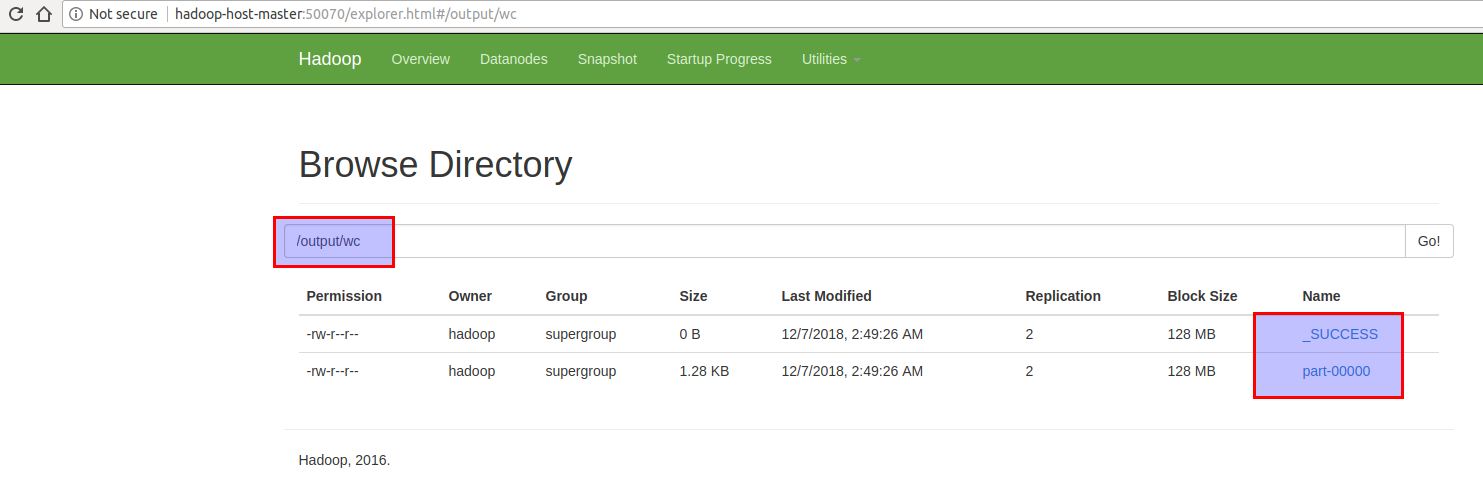 Not secure hadoop-host-master:50070/explorer.html#/output/wc
Hadoop Overview Datanodes Snapshot Startup Progress Utilities
Browse Directory
/output/wc Go!
Permission Owner Group Size Last Modified Replication Block Size Name
-rw-r--r-- hadoop supergroup 0 B 12/7/2018, 2:49:26 AM 2 128 MB _SUCCESS
-rw-r--r-- hadoop supergroup 1.28 KB 12/7/2018, 2:49:26 AM 2 128 MB part-00000
Hadoop, 2016.